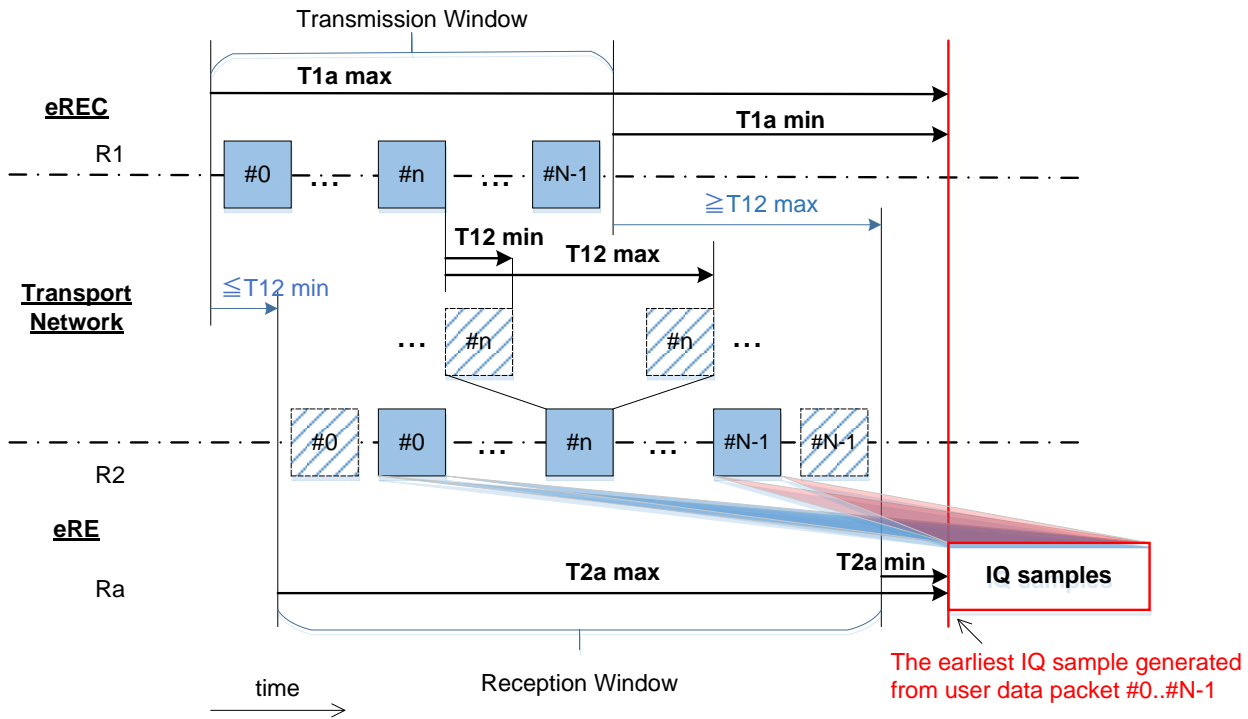 Transmission Window
T1a max
eREC
T1a min
R1
#0
...
#n
...
#N-1
≧T12 max
T12 min
T12 max
Transport
Network
≦T12 min
...
#n
#n
...
#0
#0
...
#n
...
#N-1
#N-1
R2
eRE
T2a min
T2a max
IQ samples
Ra
The earliest IQ sample generated
from user data packet #0..#N-1
time
Reception Window